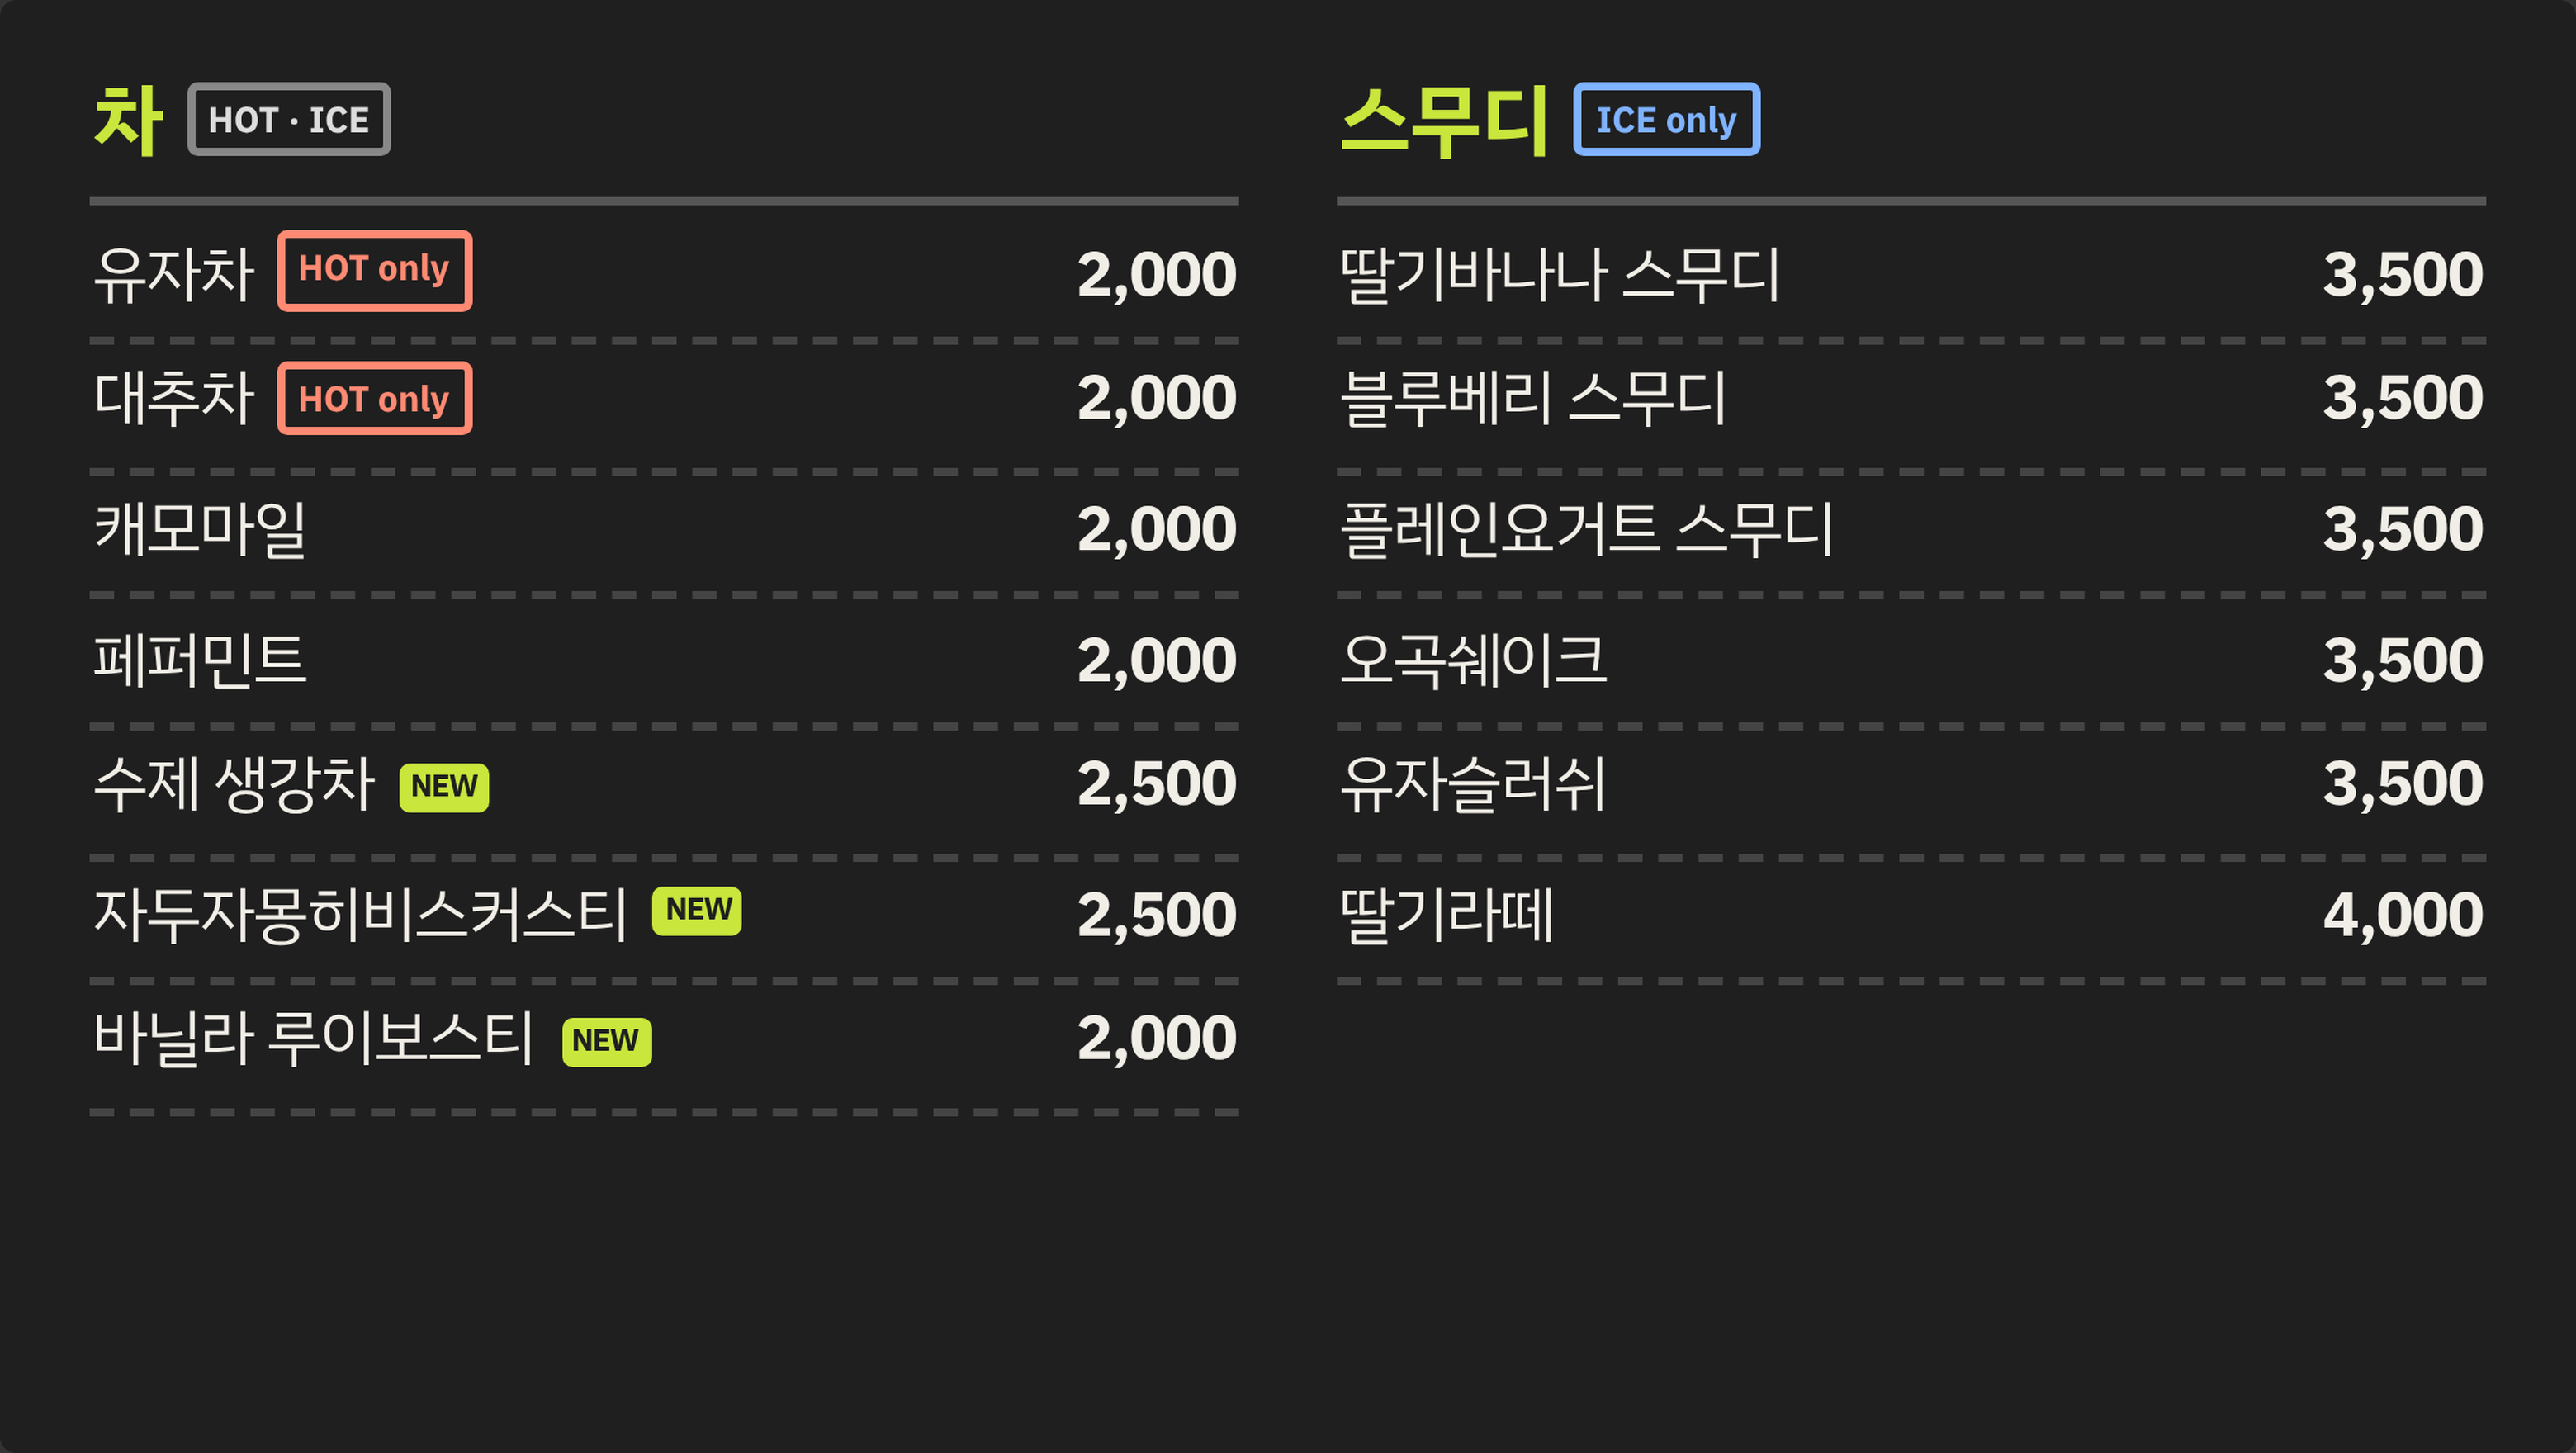 차 HOT · ICE
유자차 HOT only 2,000
대추차 HOT only 2,000
캐모마일 2,000
페퍼민트 2,000
수제 생강차 NEW 2,500
자두자몽히비스커스티 NEW 2,500
바닐라 루이보스티 NEW 2,000
스무디 ICE only
딸기바나나 스무디 3,500
블루베리 스무디 3,500
플레인요거트 스무디 3,500
오곡쉐이크 3,500
유자슬러쉬 3,500
딸기라떼 4,000